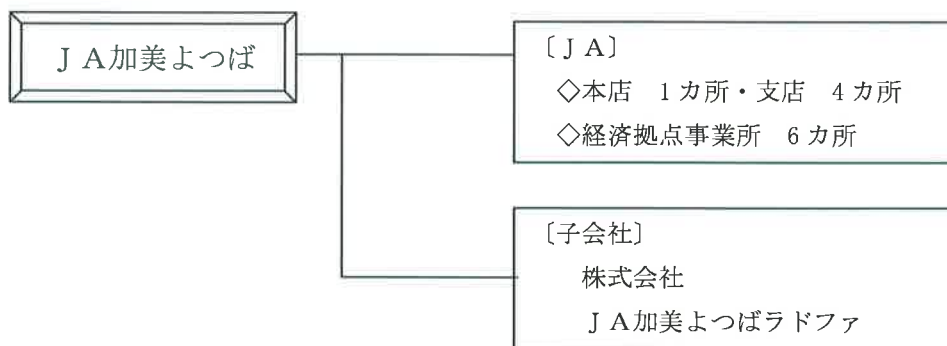 ＪＡ加美よつば
〔ＪＡ〕
◇本店　1カ所・支店　4カ所
◇経済拠点事業所　6カ所
〔子会社〕
株式会社
ＪＡ加美よつばラドファ